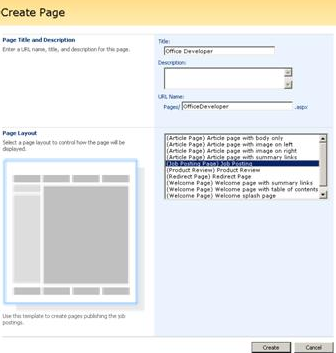 Create Page
Page Title and Description
Enter a URL name, title, and description for this page.
Title:
Office Developer
Description:
URL Name:
Pages/ OfficeDeveloper .aspx
Page Layout
Select a page layout to control how the page will be
displayed.
(Article Page) Article page with body only
(Article Page) Article page with image on left
(Article Page) Article page with image on right
(Article Page) Article page with summary links
(Job Posting Page) Job Posting
(Product Review) Product Review
(Redirect Page) Redirect Page
(Welcome Page) Welcome page with summary links
(Welcome Page) Welcome page with table of contents
(Welcome Page) Welcome splash page
Use this template to create pages publishing the job
postings.
Create
Cancel